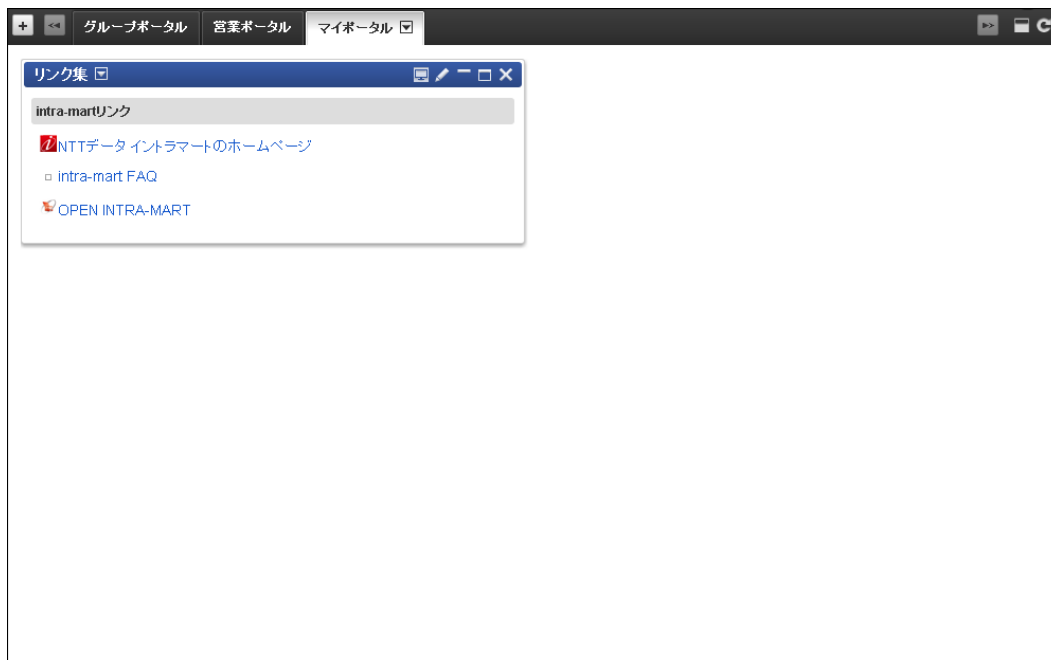 グループポータル 営業ポータル マイポータル
リンク集
intra-martリンク
NTTデータ イントラマートのホームページ
intra-mart FAQ
OPEN INTRA-MART